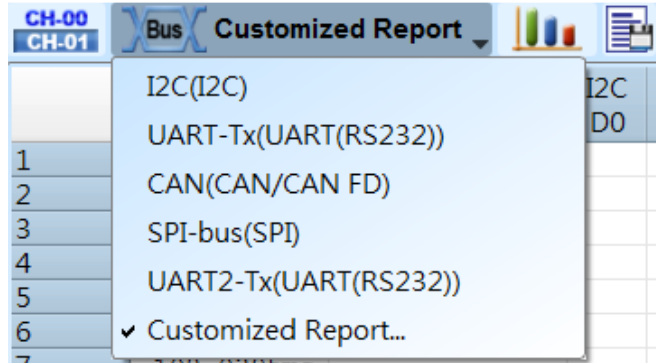 CH-00
CH-01
Bus Customized Report
I2C(I2C)
UART-Tx(UART(RS232))
CAN(CAN/CAN FD)
SPI-bus(SPI)
UART2-Tx(UART(RS232))
Customized Report...
I2C
D0
1
2
3
4
5
6
7